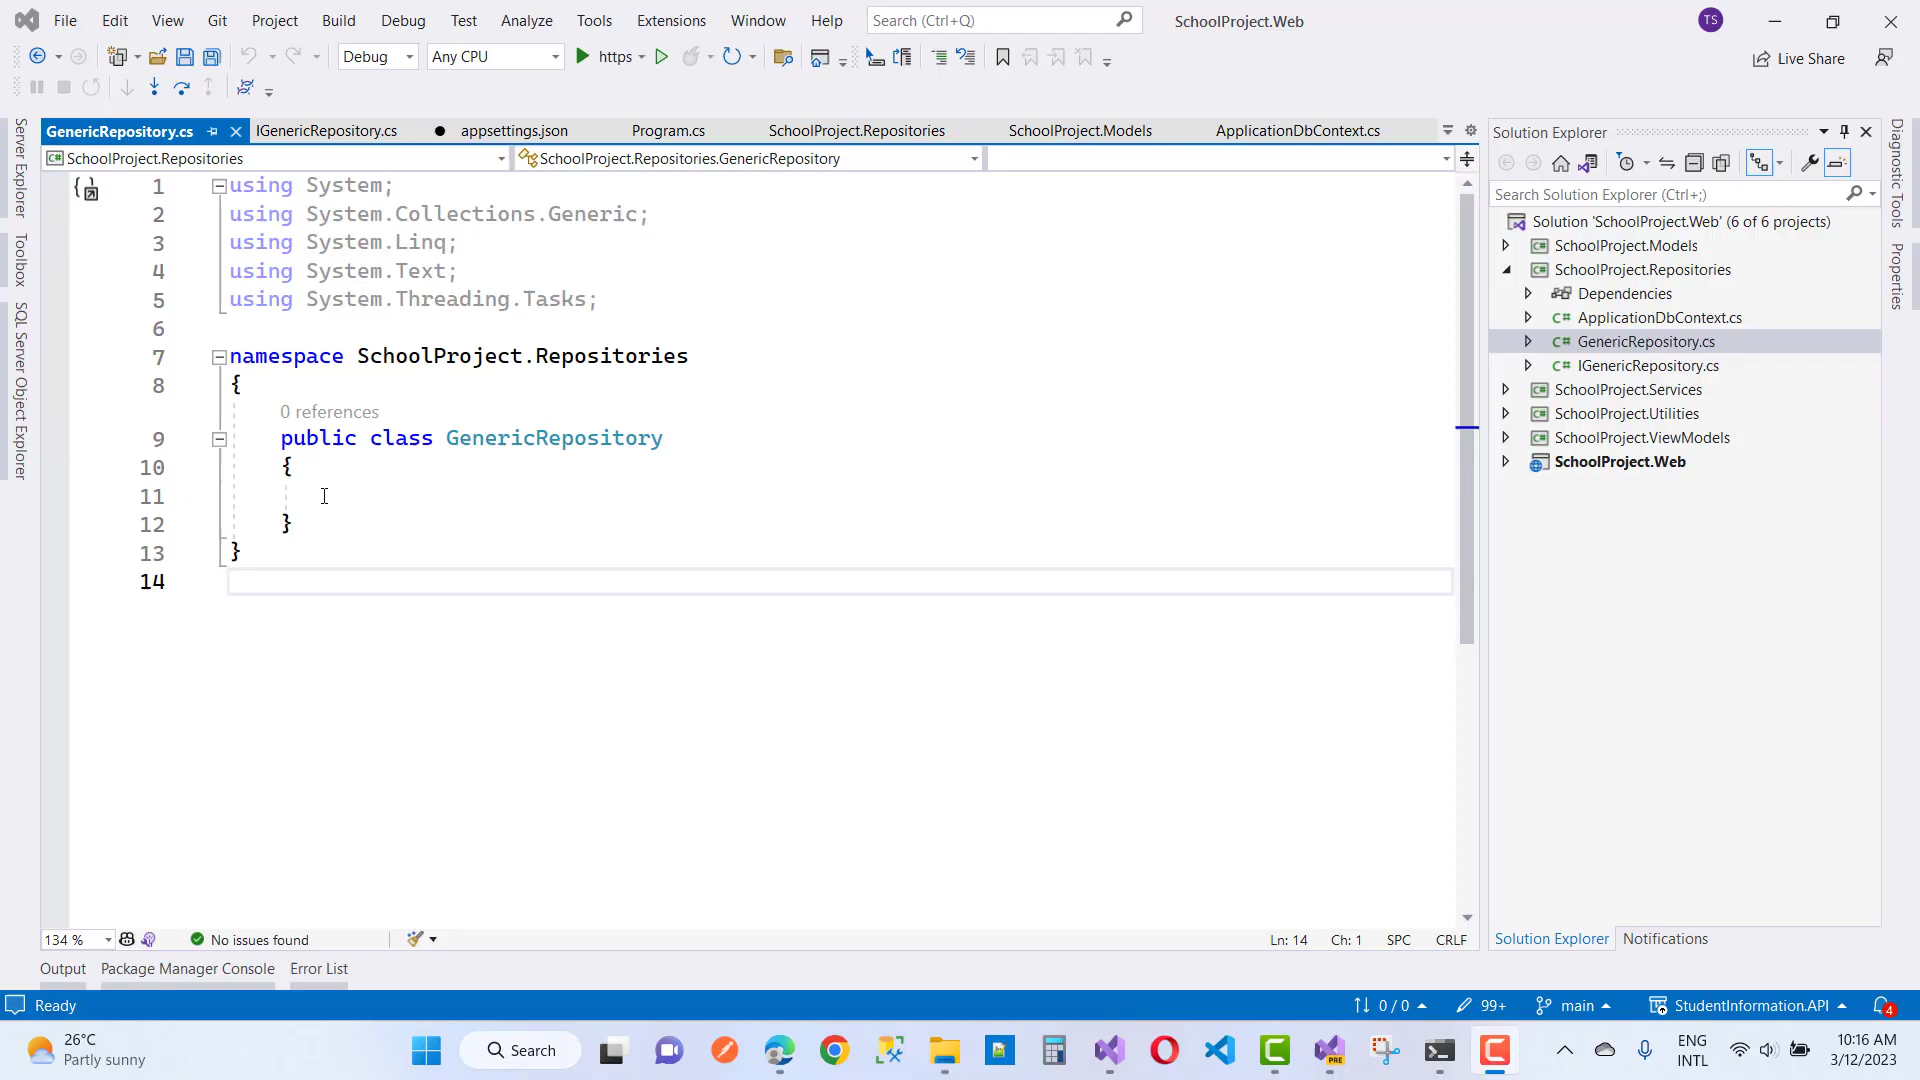 File Edit View Git Project Build Debug Test Analyze Tools Extensions Window Help Search (Ctrl+Q) SchoolProject.Web TS
Debug Any CPU https Live Share
GenericRepository.cs IGenericRepository.cs appsettings.json Program.cs SchoolProject.Repositories SchoolProject.Models ApplicationDbContext.cs
SchoolProject.Repositories SchoolProject.Repositories.GenericRepository
1 using System;
2 using System.Collections.Generic;
3 using System.Linq;
4 using System.Text;
5 using System.Threading.Tasks;
6
7 namespace SchoolProject.Repositories
8 {
0 references
9 public class GenericRepository
10 {
11
12 }
13 }
14
Server Explorer
Toolbox
SQL Server Object Explorer
Solution Explorer
Search Solution Explorer (Ctrl+;)
Solution 'SchoolProject.Web' (6 of 6 projects)
SchoolProject.Models
SchoolProject.Repositories
Dependencies
C# ApplicationDbContext.cs
C# GenericRepository.cs
C# IGenericRepository.cs
SchoolProject.Services
SchoolProject.Utilities
SchoolProject.ViewModels
SchoolProject.Web
Diagnostic Tools
Properties
134 % No issues found Ln: 14 Ch: 1 SPC CRLF
Solution Explorer Notifications
Output Package Manager Console Error List
Ready 0 / 0 99+ main StudentInformation.API 4
26°C
Partly sunny
Search
PRE
ENG
INTL
10:16 AM
3/12/2023